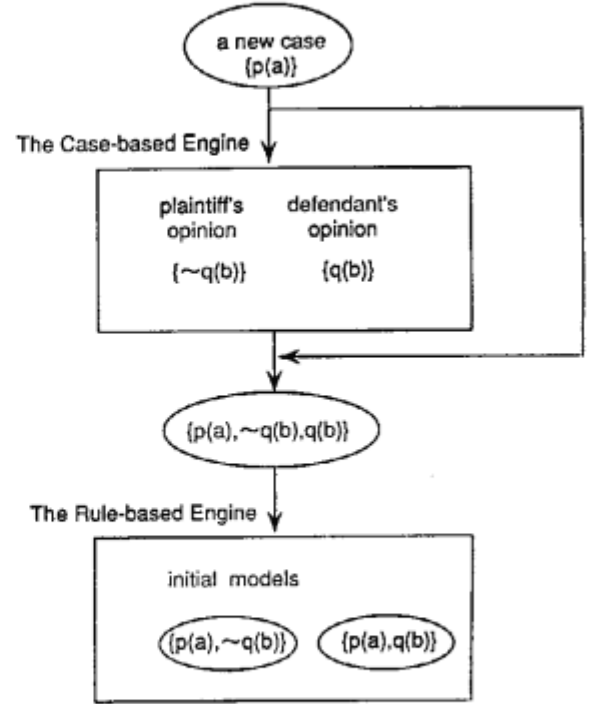 a new case
{p(a)}
The Case-based Engine
plaintiff's defendant's
opinion opinion
{~q(b)} {q(b)}
{p(a),~q(b),q(b)}
The Rule-based Engine
initial models
{p(a),~q(b)} {p(a),q(b)}